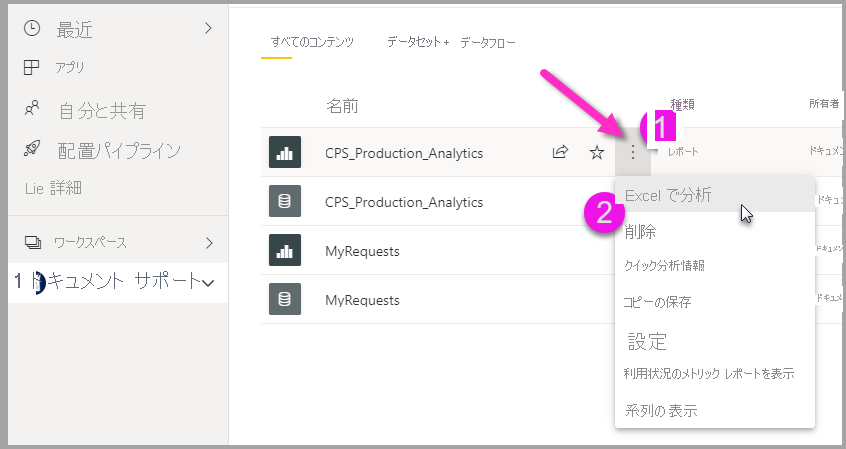 最近
アプリ
自分と共有
配置パイプライン
Lie 詳細
ワークスペース
1 ドキュメント サポート
すべてのコンテンツ データセット + データフロー
名前 種類 所有者
1
CPS_Production_Analytics レポート ドキュメ
CPS_Production_Analytics ドキュメ
MyRequests ドキュメ
MyRequests ドキュメ
2
Excel で分析
削除
クイック分析情報
コピーの保存
設定
利用状況のメトリック レポートを表示
系列の表示